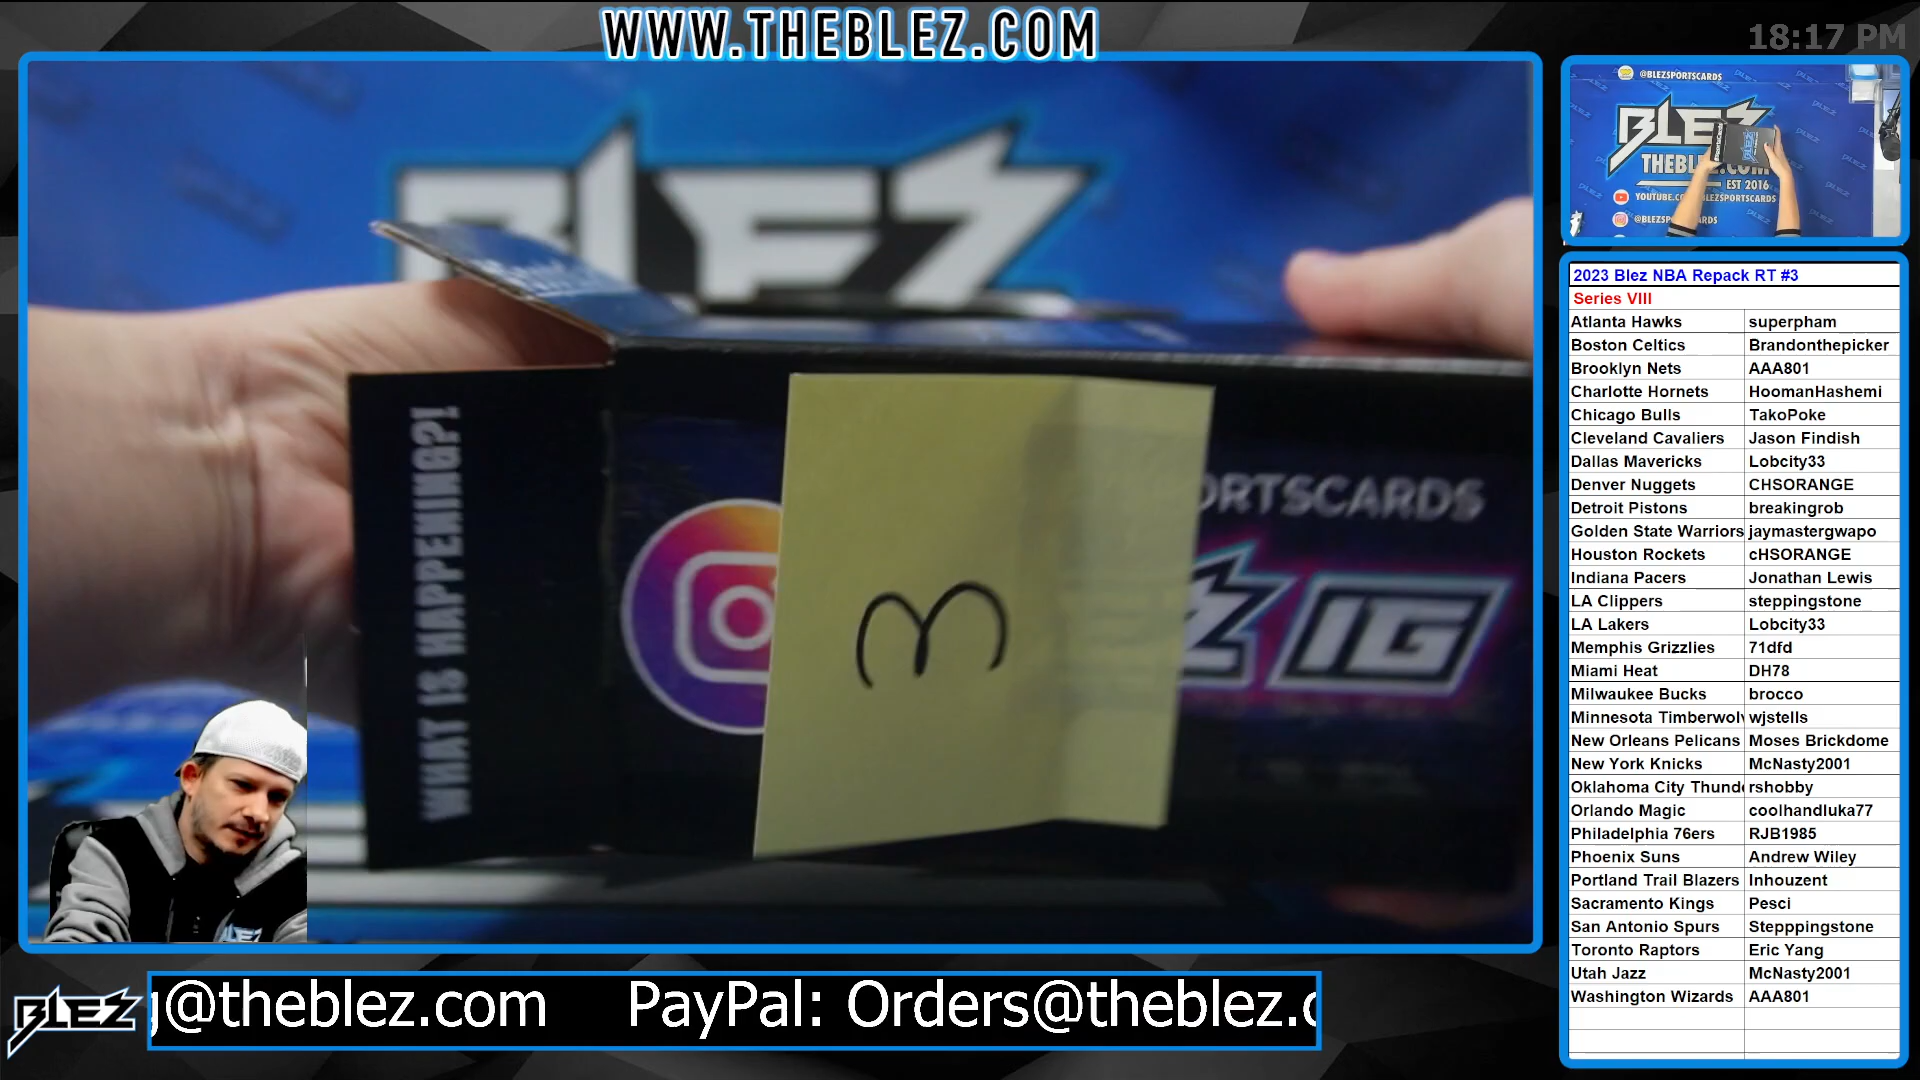 WWW.THEBLEZ.COM
18:17 PM
BLEZ
WHAT IS HAPPENING?!
3
ORTSCARDS
Z IG
@BLEZSPORTSCARDS
BLEZ
THEBLEZ.COM
EST 2016
2023 Blez NBA Repack RT #3
Series VIII
Atlanta Hawks superpham
Boston Celtics Brandonthepicker
Brooklyn Nets AAA801
Charlotte Hornets HoomanHashemi
Chicago Bulls TakoPoke
Cleveland Cavaliers Jason Findish
Dallas Mavericks Lobcity33
Denver Nuggets CHSORANGE
Detroit Pistons breakingrob
Golden State Warriors jaymastergwapo
Houston Rockets cHSORANGE
Indiana Pacers Jonathan Lewis
LA Clippers steppingstone
LA Lakers Lobcity33
Memphis Grizzlies 71dfd
Miami Heat DH78
Milwaukee Bucks brocco
Minnesota Timberwol wjstells
New Orleans Pelicans Moses Brickdome
New York Knicks McNasty2001
Oklahoma City Thund rshobby
Orlando Magic coolhandluka77
Philadelphia 76ers RJB1985
Phoenix Suns Andrew Wiley
Portland Trail Blazers Inhouzent
Sacramento Kings Pesci
San Antonio Spurs Stepppingstone
Toronto Raptors Eric Yang
Utah Jazz McNasty2001
Washington Wizards AAA801
BLEZ
g@theblez.com PayPal: Orders@theblez.c